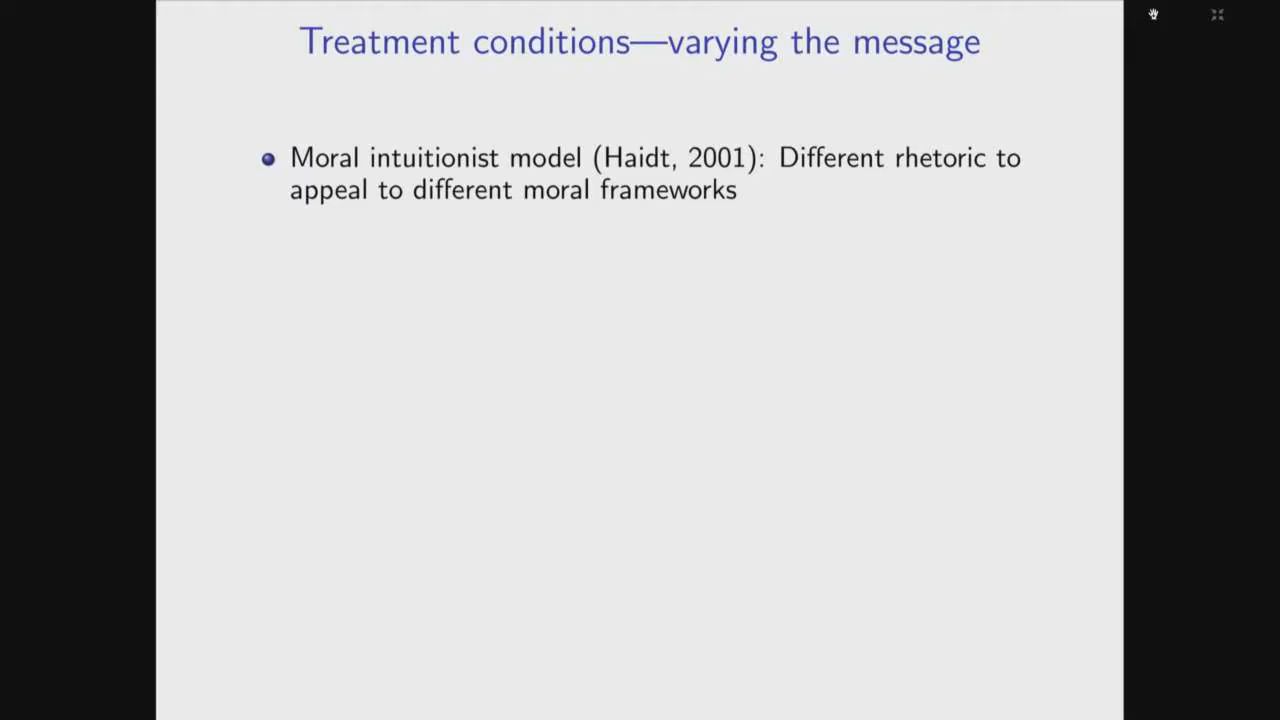 Treatment conditions—varying the message
Moral intuitionist model (Haidt, 2001): Different rhetoric to
appeal to different moral frameworks